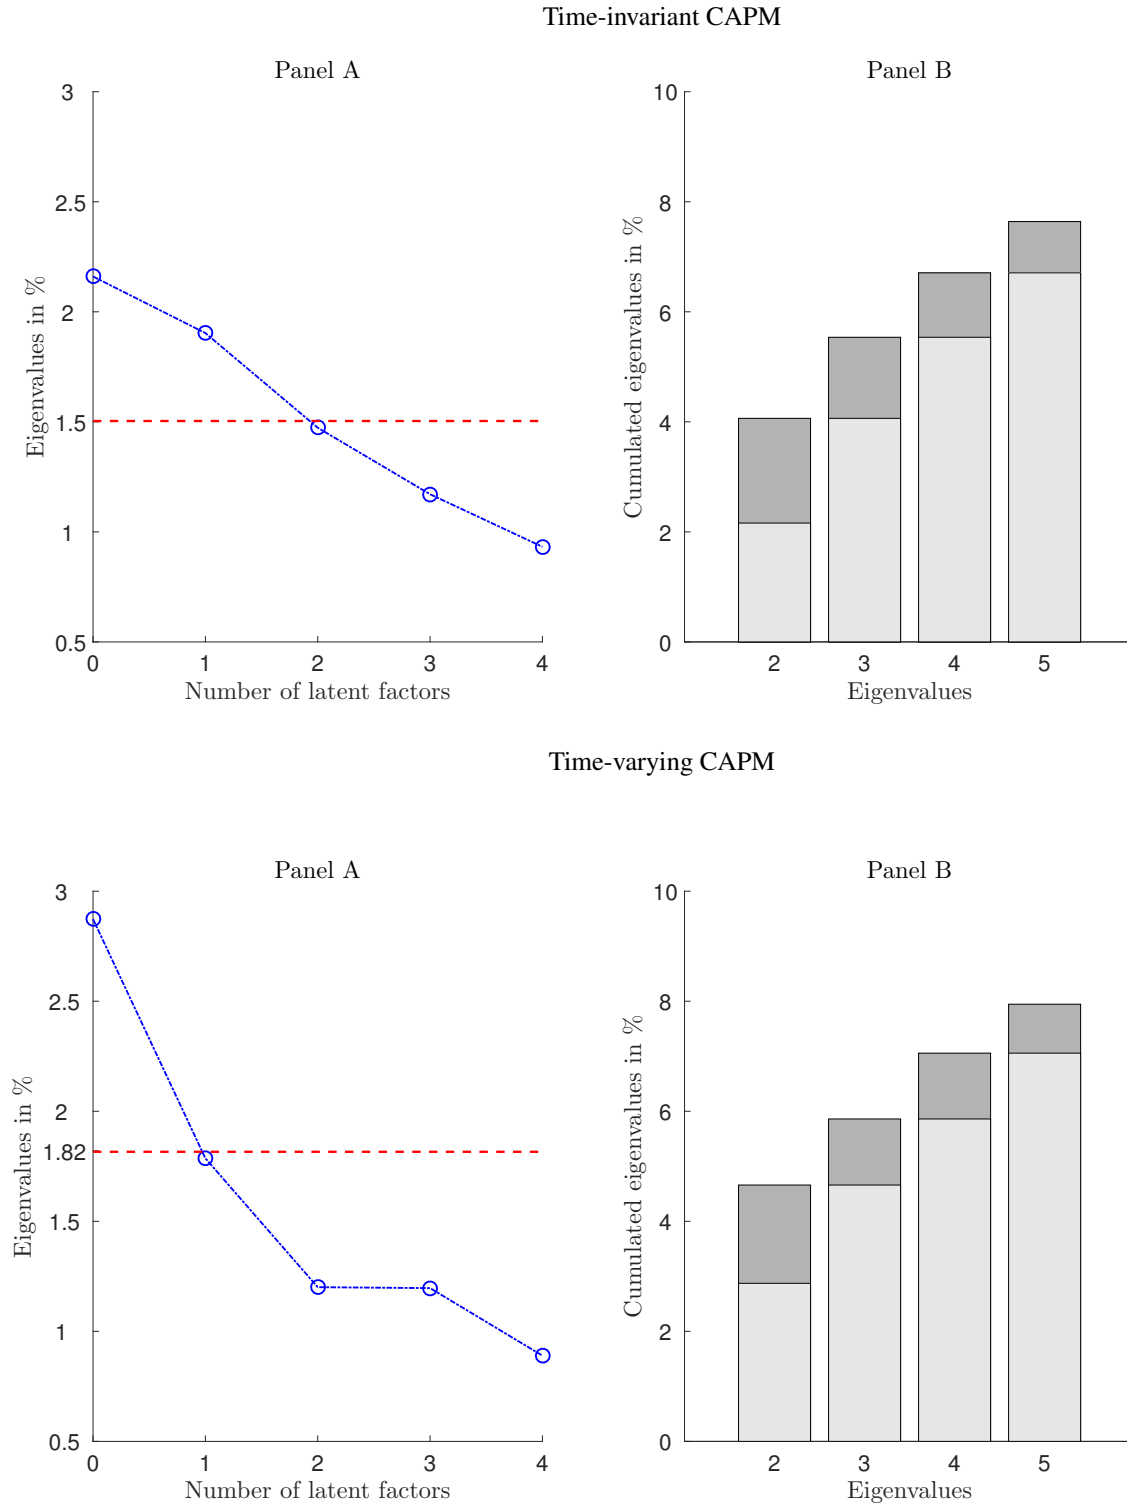 Time-invariant CAPM
Panel A
3
2.5
2
1.5
1
0.5
0 1 2 3 4
Eigenvalues in %
Number of latent factors
Panel B
10
8
6
4
2
0
2 3 4 5
Cumulated eigenvalues in %
Eigenvalues
Time-varying CAPM
Panel A
3
2.5
2
1.82
1.5
1
0.5
0 1 2 3 4
Eigenvalues in %
Number of latent factors
Panel B
10
8
6
4
2
0
2 3 4 5
Cumulated eigenvalues in %
Eigenvalues